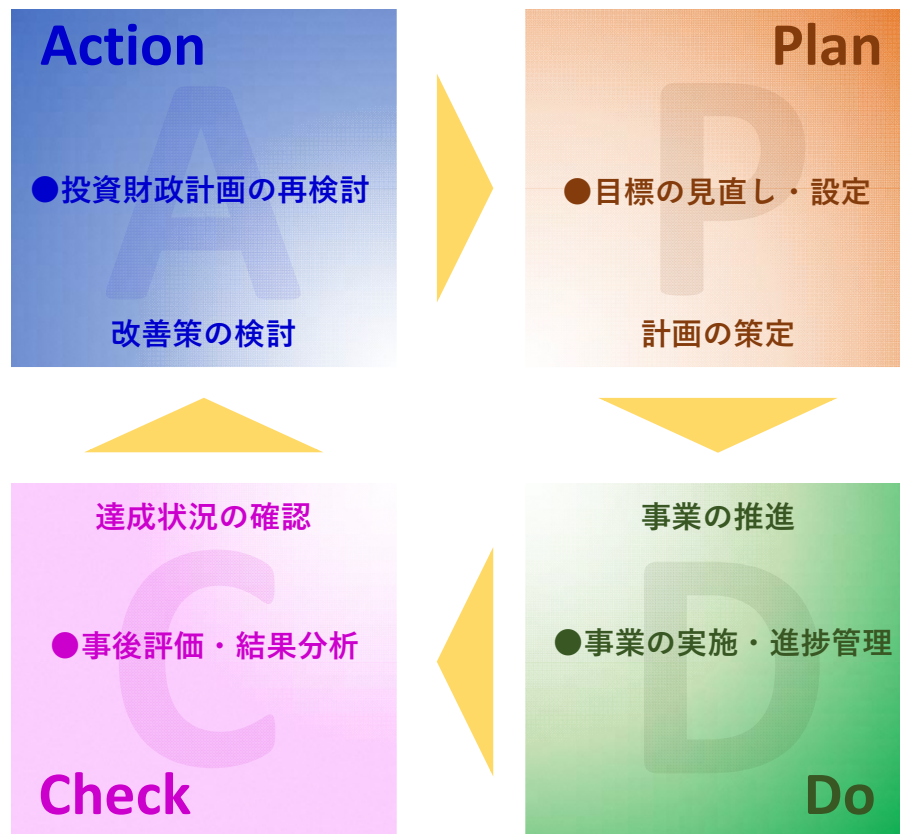 Action
●投資財政計画の再検討
改善策の検討
A
Plan
●目標の見直し・設定
計画の策定
P
達成状況の確認
●事後評価・結果分析
Check
C
事業の推進
●事業の実施・進捗管理
Do
D